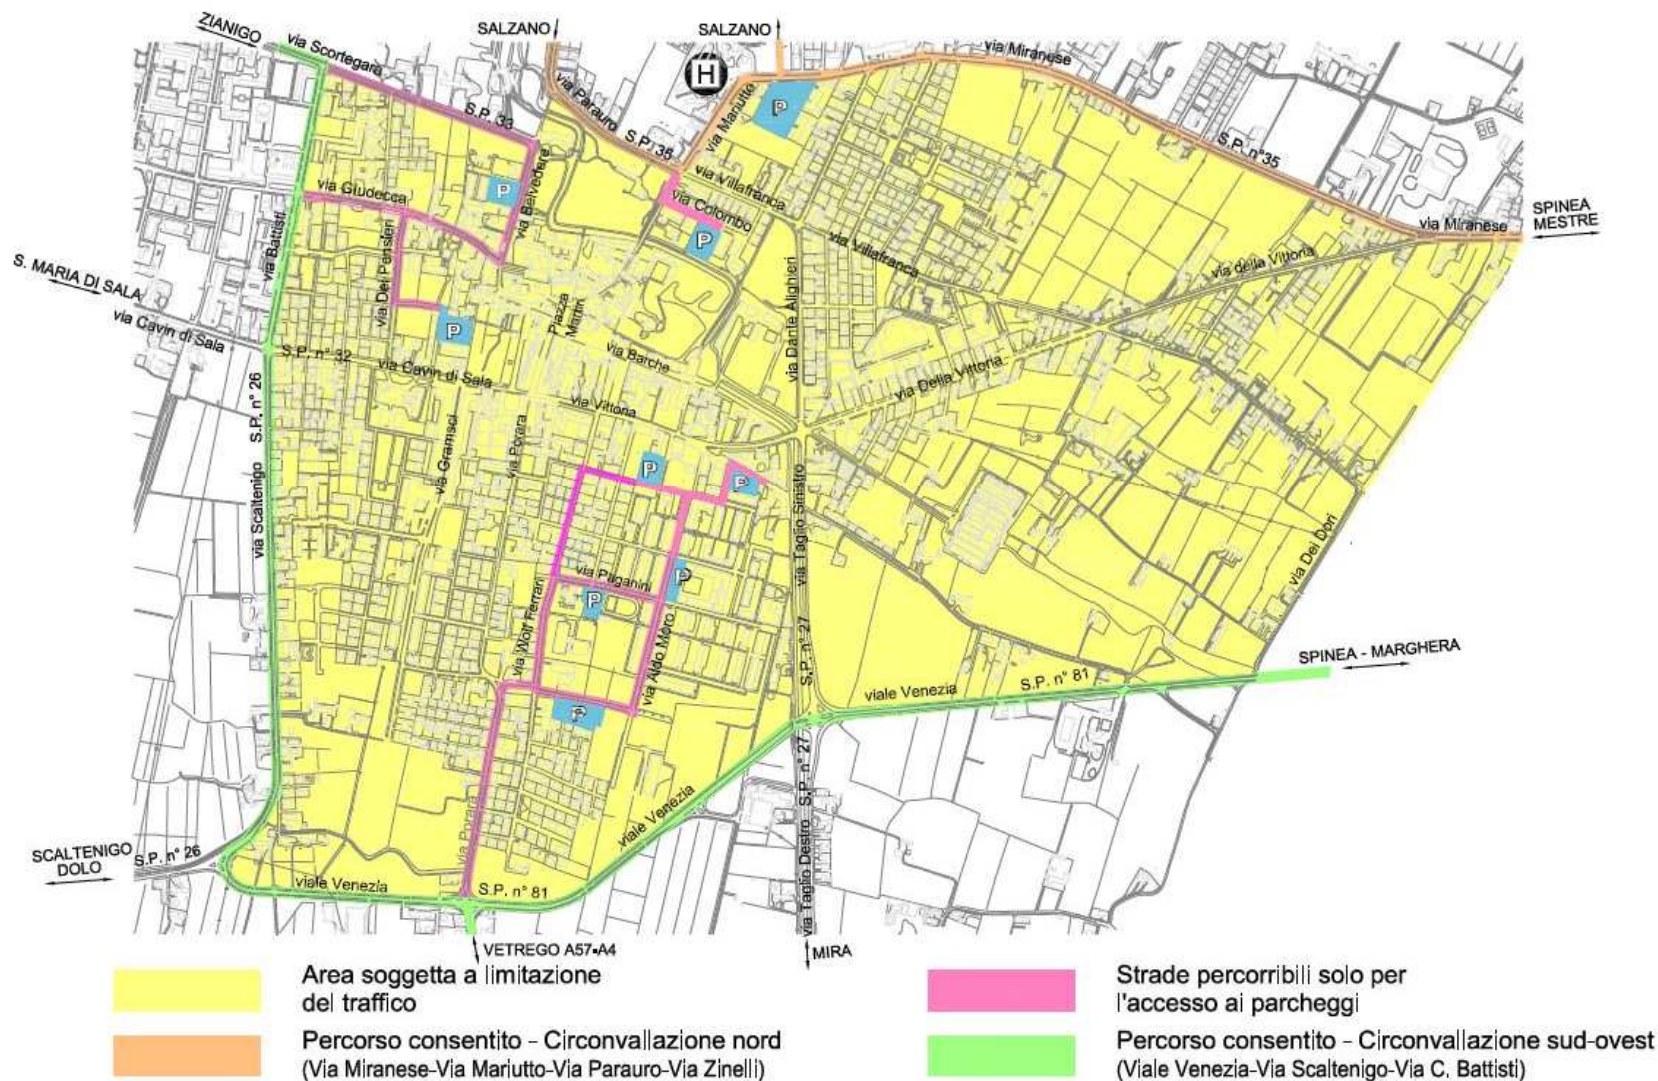 ZIANIGO
via Scortegara
SALZANO
SALZANO
via Miranese
H
via Parauro
S.P. 33
S.P. 35
via Mariutto
P
S.P. n°35
via Giudecca
P
via Belvedere
via Villafranca
via Colombo
P
via Miranese
SPINEA
MESTRE
via Battisti
via Dei Pensieri
via Villafranca
via della Vittoria
S. MARIA DI SALA
via Cavin di Sala
P
Piazza
Martiri
via Dante Alighieri
S.P. n° 32
via Cavin di Sala
via Barche
via Della Vittoria
S.P. n° 26
via Vittoria
via Gramsci
via Porara
P
P
via Scaltenigo
via Taglio Sinistro
via Dei Dori
via Paganini
P
P
via Wolf Ferrari
via Aldo Moro
S.P. n° 27
SPINEA - MARGHERA
viale Venezia
S.P. n° 81
P
S.P. n° 27
via Porara
viale Venezia
SCALTENIGO
DOLO
S.P. n° 26
viale Venezia
S.P. n° 81
via Taglio Destro
VETREGO A57-A4
MIRA
Area soggetta a limitazione
del traffico
Strade percorribili solo per
l'accesso ai parcheggi
Percorso consentito - Circonvallazione nord
(Via Miranese-Via Mariutto-Via Parauro-Via Zinelli)
Percorso consentito - Circonvallazione sud-ovest
(Viale Venezia-Via Scaltenigo-Via C. Battisti)